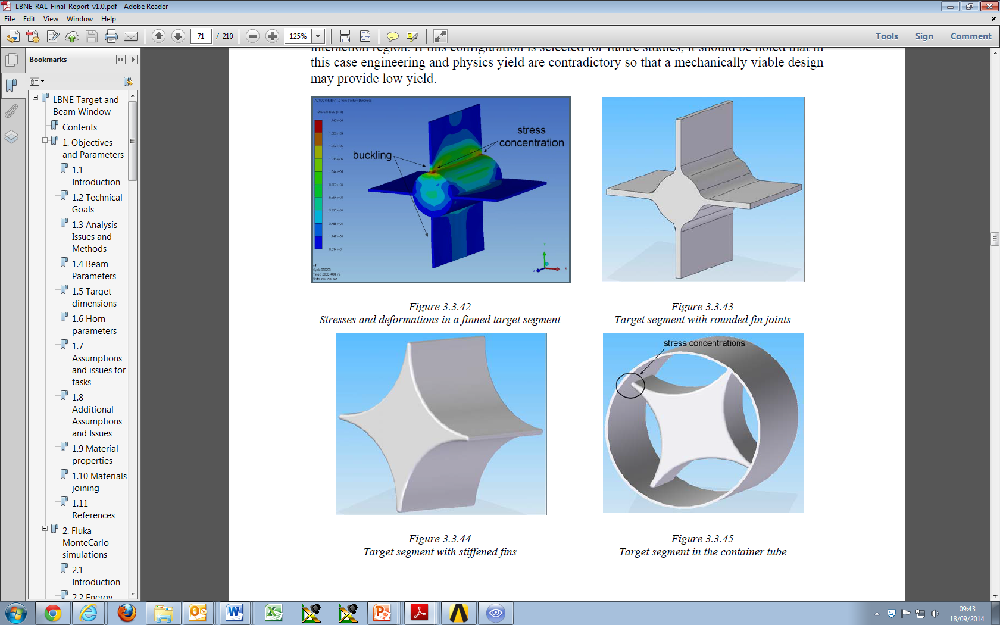 LBNE_RAL_Final_Report_v1.0.pdf - Adobe Reader
File Edit View Window Help
71 / 210 125% Tools Sign Comment
Bookmarks
LBNE Target and
Beam Window
Contents
1. Objectives
and Parameters
1.1
Introduction
1.2 Technical
Goals
1.3 Analysis
Issues and
Methods
1.4 Beam
Parameters
1.5 Target
dimensions
1.6 Horn
parameters
1.7
Assumptions
and issues for
tasks
1.8
Additional
Assumptions
and Issues
1.9 Material
properties
1.10 Materials
joining
1.11
References
2. Fluka
MonteCarlo
simulations
2.1
Introduction
2.2 Energy
interaction region. If this configuration is selected for future studies, it should be noted that in
this case engineering and physics yield are contradictory so that a mechanically viable design
may provide low yield.
stress
concentration
buckling
Figure 3.3.42
Stresses and deformations in a finned target segment
Figure 3.3.43
Target segment with rounded fin joints
stress concentrations
Figure 3.3.44
Target segment with stiffened fins
Figure 3.3.45
Target segment in the container tube
09:43
18/09/2014